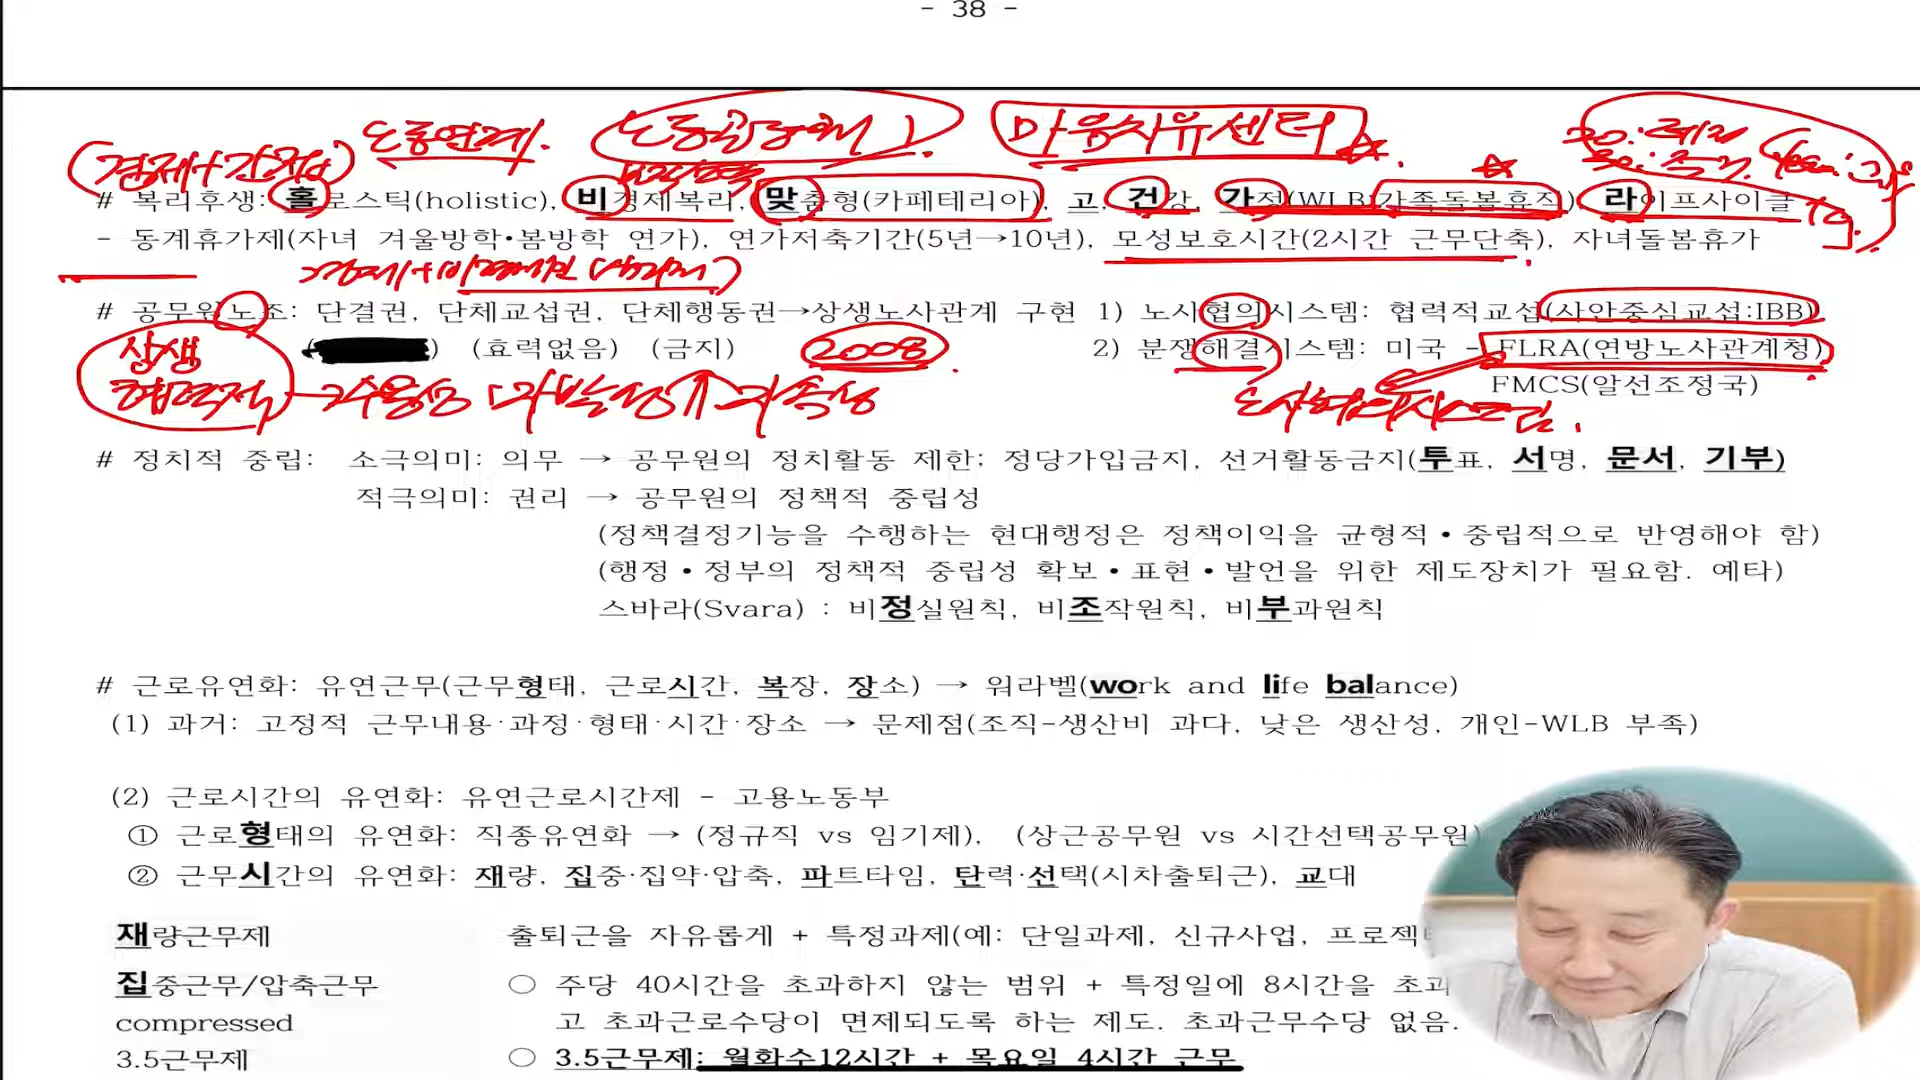 - 38 -
마음자유센터
# 복리후생: 홀로스틱(holistic), 비경제복리, 맞춤형(카페테리아), 고, 건강, 가정(WLB:가족돌봄휴직), 라이프사이클
- 동계휴가제(자녀 겨울방학•봄방학 연가), 연가저축기간(5년→10년), 모성보호시간(2시간 근무단축), 자녀돌봄휴가
# 공무원노조: 단결권, 단체교섭권, 단체행동권→상생노사관계 구현 1) 노사협의시스템: 협력적교섭(사안중심교섭:IBB)
상생 (효력없음) (금지) 2008 2) 분쟁해결시스템: 미국 - FLRA(연방노사관계청)
협력적 FMCS(알선조정국)
노사협의시스템.
# 정치적 중립: 소극의미: 의무 → 공무원의 정치활동 제한; 정당가입금지, 선거활동금지(투표, 서명, 문서, 기부)
적극의미: 권리 → 공무원의 정책적 중립성
(정책결정기능을 수행하는 현대행정은 정책이익을 균형적•중립적으로 반영해야 함)
(행정•정부의 정책적 중립성 확보•표현•발언을 위한 제도장치가 필요함. 예타)
스바라(Svara) : 비정실원칙, 비조작원칙, 비부과원칙
# 근로유연화: 유연근무(근무형태, 근로시간, 복장, 장소) → 워라벨(work and life balance)
(1) 과거: 고정적 근무내용·과정·형태·시간·장소 → 문제점(조직-생산비 과다, 낮은 생산성, 개인-WLB 부족)
(2) 근로시간의 유연화: 유연근로시간제 - 고용노동부
① 근로형태의 유연화: 직종유연화 → (정규직 vs 임기제), (상근공무원 vs 시간선택공무원)
② 근무시간의 유연화: 재량, 집중·집약·압축, 파트타임, 탄력·선택(시차출퇴근), 교대
재량근무제 출퇴근을 자유롭게 + 특정과제(예: 단일과제, 신규사업, 프로젝
집중근무/압축근무 ○ 주당 40시간을 초과하지 않는 범위 + 특정일에 8시간을 초과
compressed 고 초과근로수당이 면제되도록 하는 제도. 초과근무수당 없음.
3.5근무제 ○ 3.5근무제: 월화수12시간 + 목요일 4시간 근무